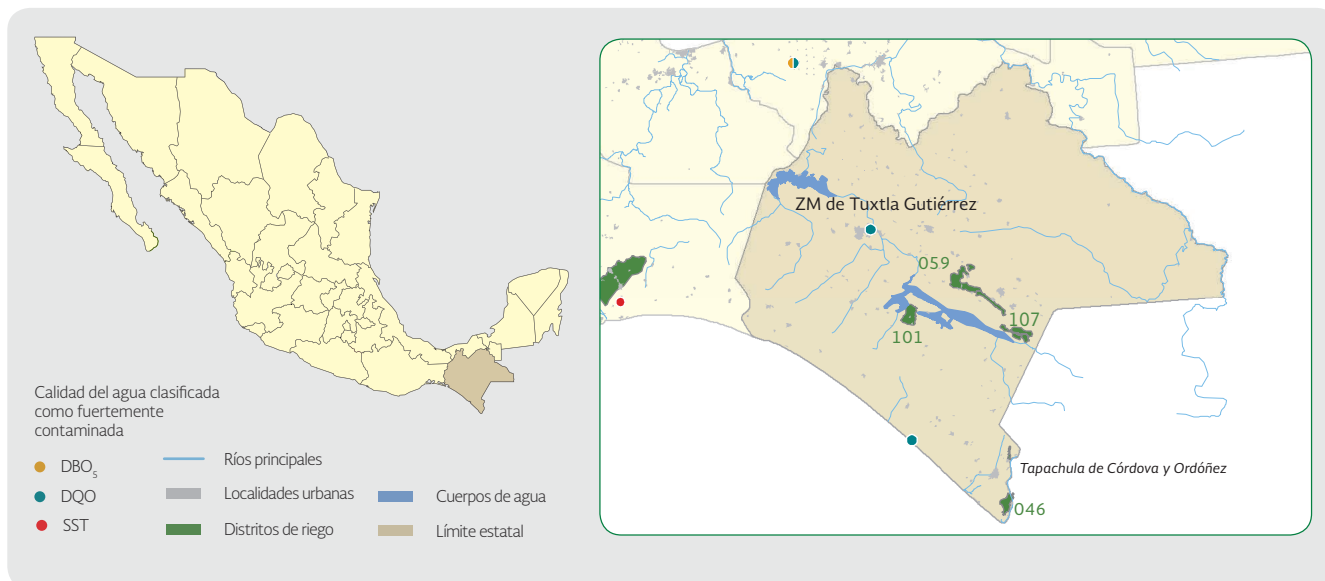 Calidad del agua clasificada
como fuertemente
contaminada
DBO5
DQO
SST
Ríos principales
Localidades urbanas
Distritos de riego
Cuerpos de agua
Límite estatal
ZM de Tuxtla Gutiérrez
059
107
101
Tapachula de Córdova y Ordóñez
046